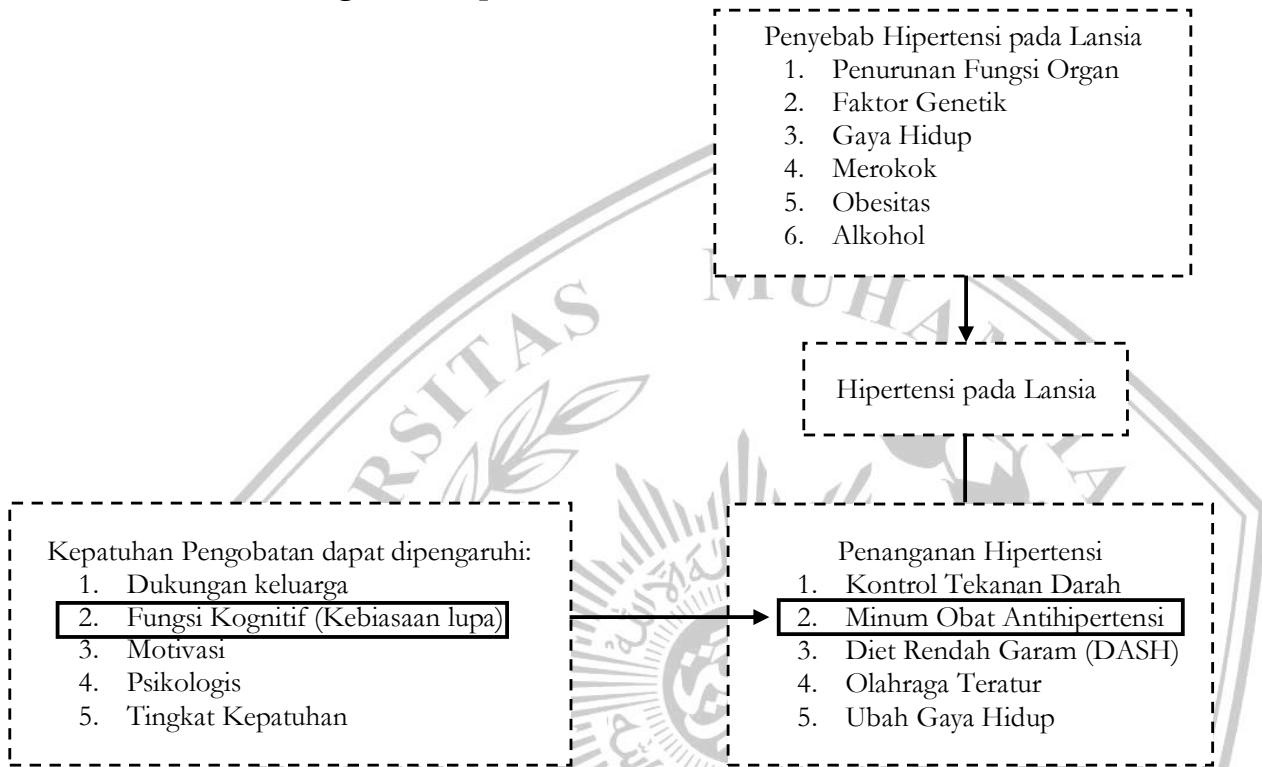 Penyebab Hipertensi pada Lansia
1. Penurunan Fungsi Organ
2. Faktor Genetik
3. Gaya Hidup
4. Merokok
5. Obesitas
6. Alkohol
Hipertensi pada Lansia
Kepatuhan Pengobatan dapat dipengaruhi:
1. Dukungan keluarga
2. Fungsi Kognitif (Kebiasaan lupa)
3. Motivasi
4. Psikologis
5. Tingkat Kepatuhan
Penanganan Hipertensi
1. Kontrol Tekanan Darah
2. Minum Obat Antihipertensi
3. Diet Rendah Garam (DASH)
4. Olahraga Teratur
5. Ubah Gaya Hidup